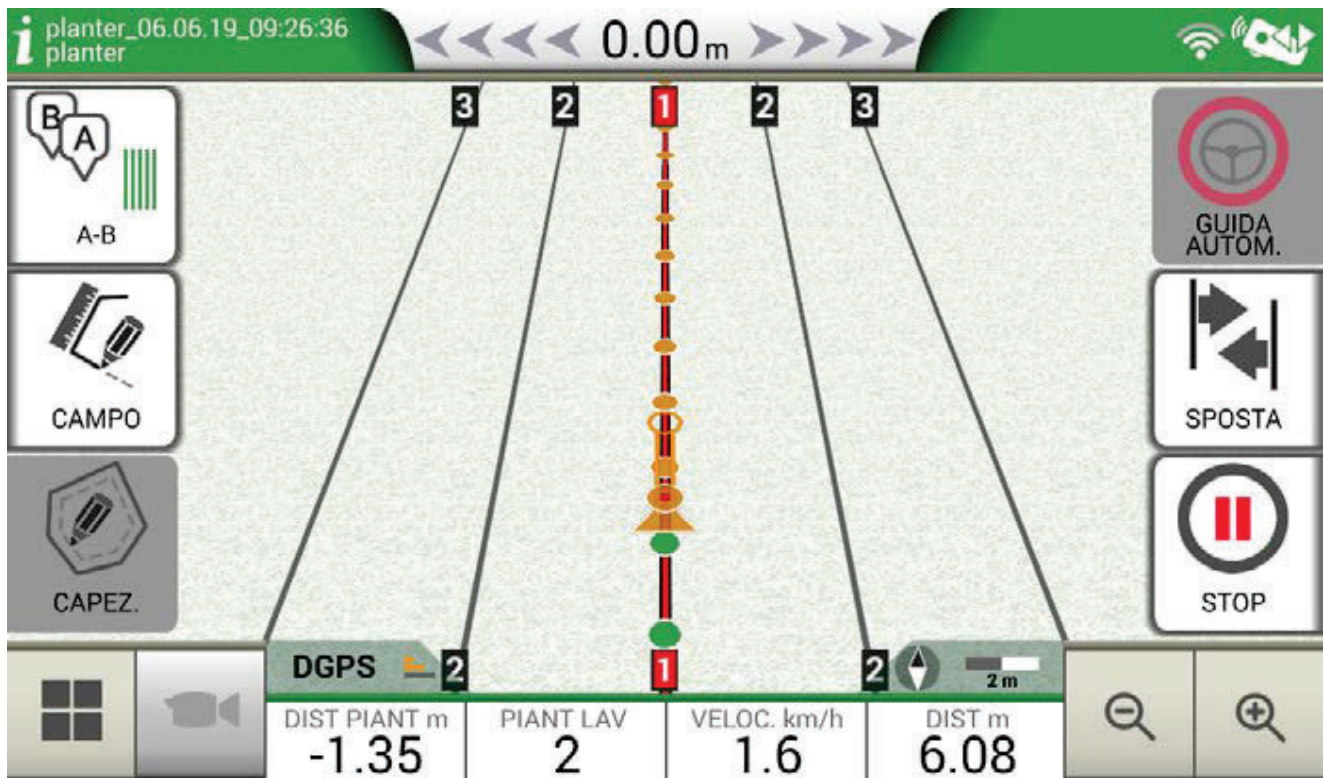 planter_06.06.19_09:26:36
planter
0.00 m
3 2 1 2 3
B
A
A-B
GUIDA
AUTOM.
CAMPO
SPOSTA
CAPEZ.
STOP
DGPS 2 1 2 2 m
DIST PIANT m PIANT LAV VELOC. km/h DIST m
-1.35 2 1.6 6.08